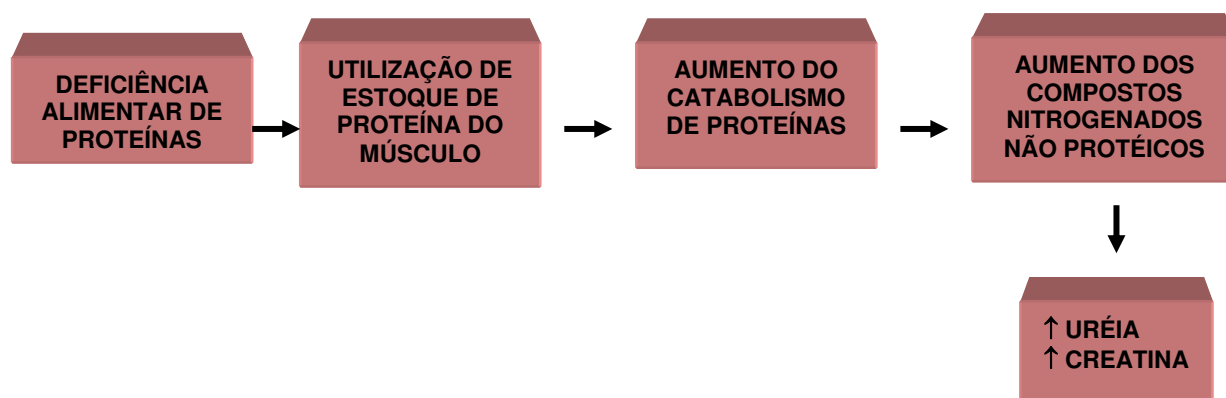 DEFICIÊNCIA
ALIMENTAR DE
PROTEÍNAS
UTILIZAÇÃO DE
ESTOQUE DE
PROTEÍNA DO
MÚSCULO
AUMENTO DO
CATABOLISMO
DE PROTEÍNAS
AUMENTO DOS
COMPOSTOS
NITROGENADOS
NÃO PROTÉICOS
↑ URÉIA
↑ CREATINA